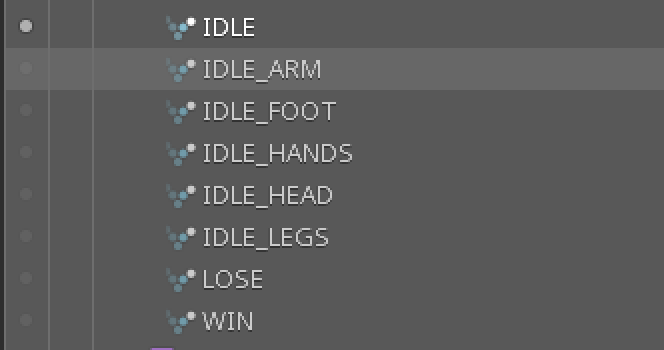 IDLE
IDLE_ARM
IDLE_FOOT
IDLE_HANDS
IDLE_HEAD
IDLE_LEGS
LOSE
WIN